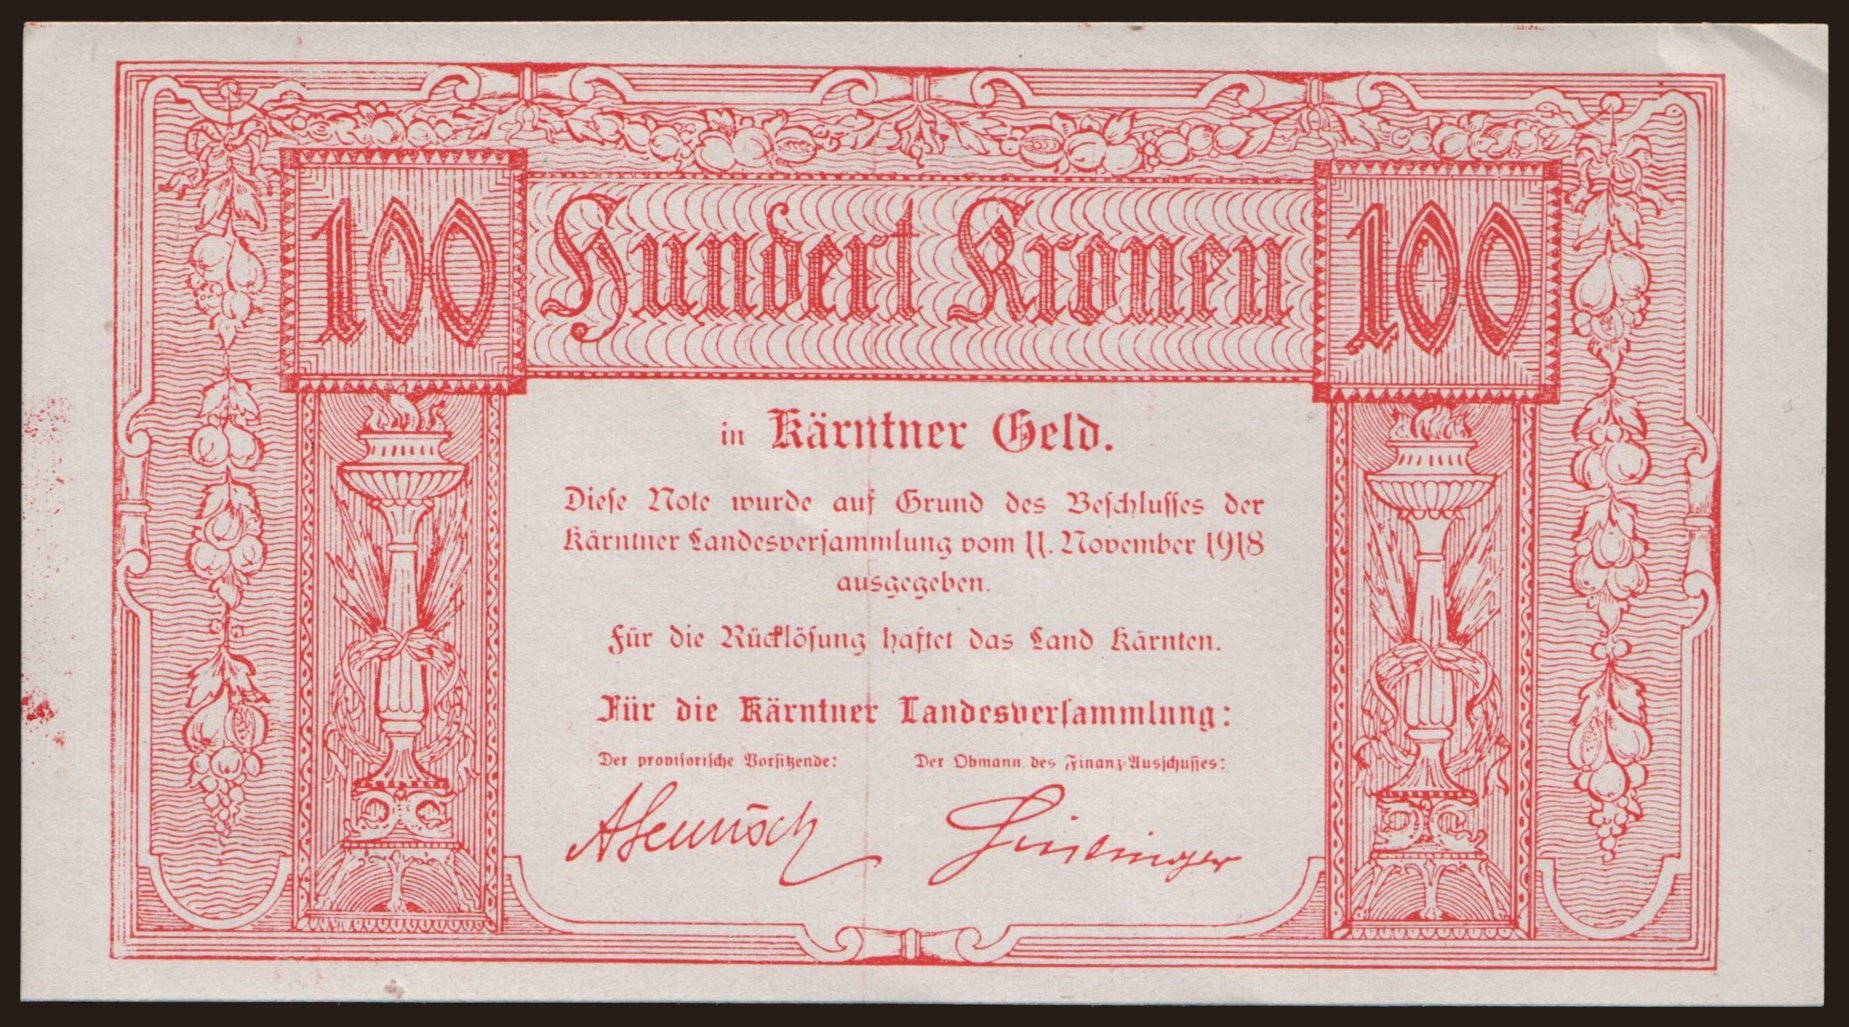 100 Hundert Kronen 100
in Kärntner Geld.
Diese Note wurde auf Grund des Beschlusses der
Kärntner Landesversammlung vom 11. November 1918
ausgegeben.
Für die Rücklösung haftet das Land Kärnten.
Für die Kärntner Landesversammlung:
Der provisorische Vorsitzende: Der Obmann des Finanz-Ausschusses: